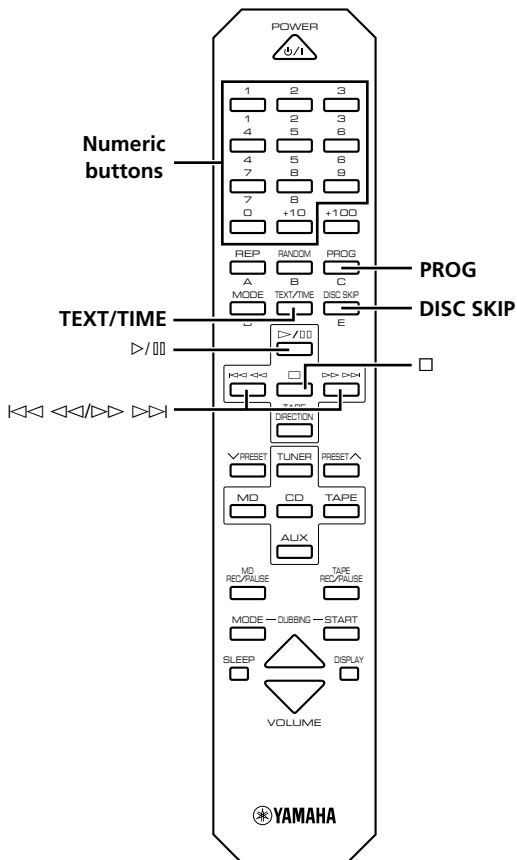 POWER
⏻/I
1 2 3
1 2 3
4 5 6
4 5 6
7 8 9
7 8
0 +10 +100
Numeric
buttons
REP RANDOM PROG
A B C
PROG
MODE TEXT/TIME DISC SKIP
E
TEXT/TIME
DISC SKIP
▷/▯▯
▷/▯▯
|◁◁ ◁◁ □ ▷▷ ▷▷|
□
|◁◁ ◁◁/▷▷ ▷▷|
TAPE
DIRECTION
∨PRESET TUNER PRESET∧
MD CD TAPE
AUX
MD
REC/PAUSE
TAPE
REC/PAUSE
MODE – DUBBING – START
SLEEP DISPLAY
VOLUME
YAMAHA